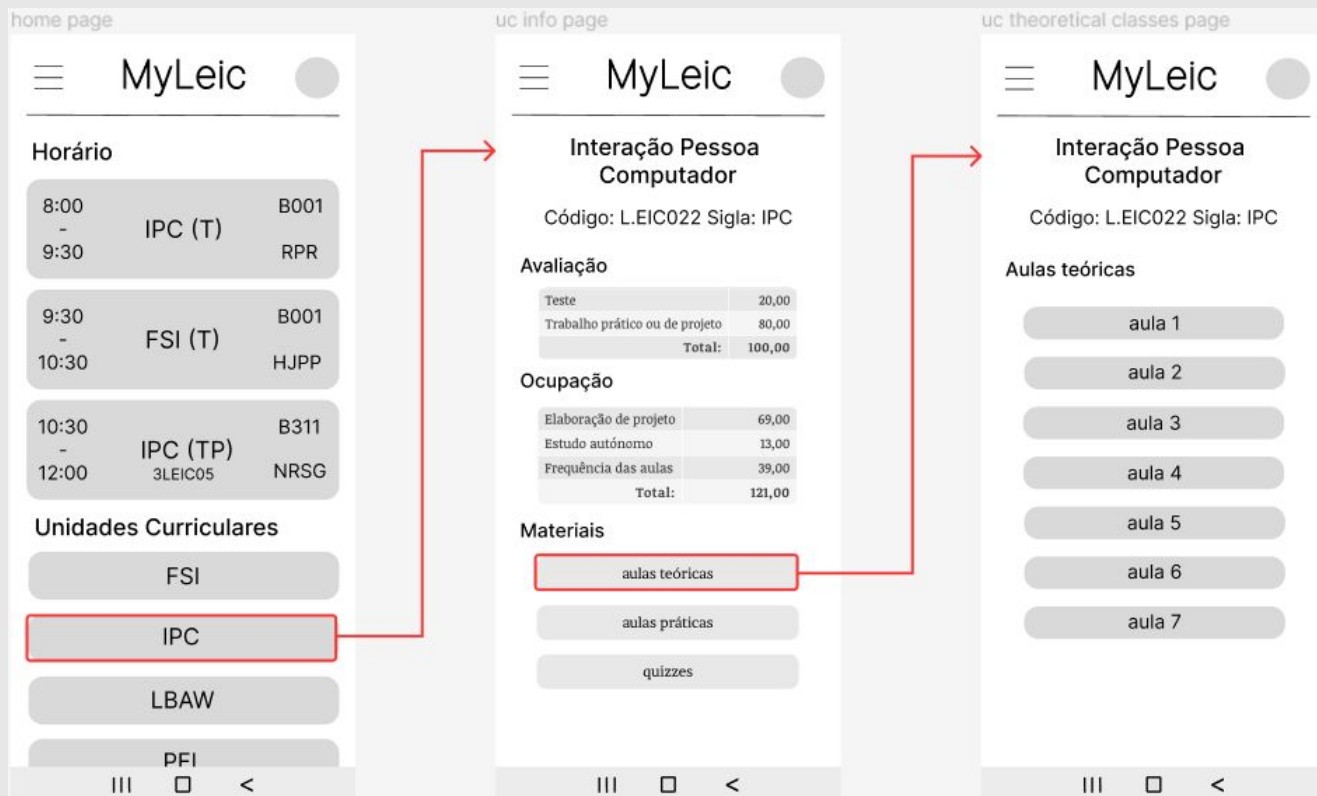 home page
MyLeic
Horário
8:00
-
9:30
IPC (T)
B001
RPR
9:30
-
10:30
FSI (T)
B001
HJPP
10:30
-
12:00
IPC (TP)
3LEIC05
B311
NRSG
Unidades Curriculares
FSI
IPC
LBAW
PFL
uc info page
MyLeic
Interação Pessoa
Computador
Código: L.EIC022 Sigla: IPC
Avaliação
Teste 20,00
Trabalho prático ou de projeto 80,00
Total: 100,00
Ocupação
Elaboração de projeto 69,00
Estudo autónomo 13,00
Frequência das aulas 39,00
Total: 121,00
Materiais
aulas teóricas
aulas práticas
quizzes
uc theoretical classes page
MyLeic
Interação Pessoa
Computador
Código: L.EIC022 Sigla: IPC
Aulas teóricas
aula 1
aula 2
aula 3
aula 4
aula 5
aula 6
aula 7